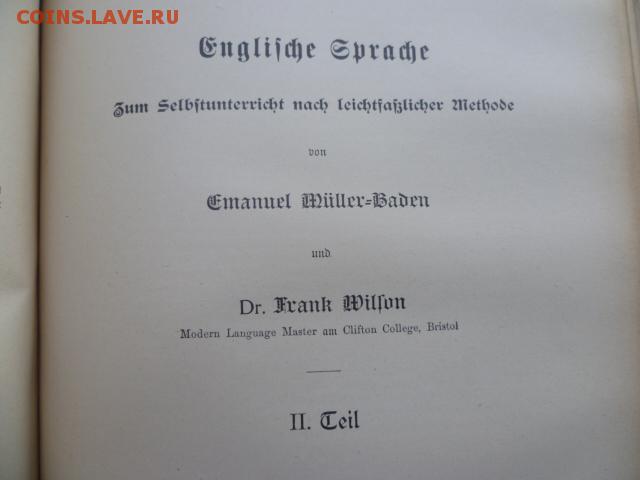 COINS.LAVE.RU
Engliſche Sprache
Zum Selbſtunterricht nach leichtfaßlicher Methode
von
Emanuel Müller-Baden
und
Dr. Frank Wilſon
Modern Language Master am Clifton College, Bristol
II. Teil